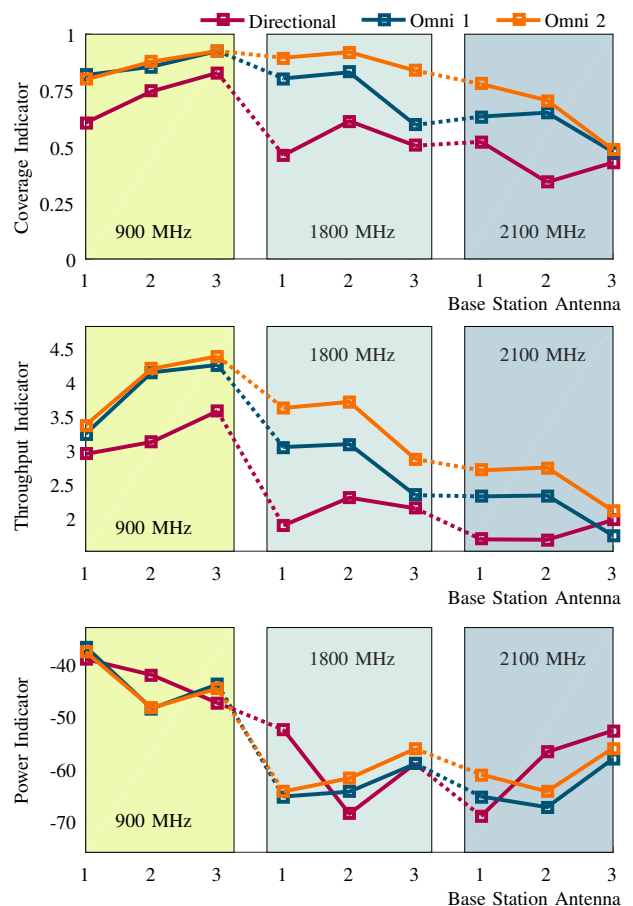 Directional Omni 1 Omni 2
1
0.75
0.5
0.25
0
Coverage Indicator
900 MHz 1800 MHz 2100 MHz
1 2 3 1 2 3 1 2 3
Base Station Antenna
4.5
4
3.5
3
2.5
2
Throughput Indicator
1800 MHz 2100 MHz
900 MHz
1 2 3 1 2 3 1 2 3
Base Station Antenna
-40
-50
-60
-70
Power Indicator
1800 MHz 2100 MHz
900 MHz
1 2 3 1 2 3 1 2 3
Base Station Antenna